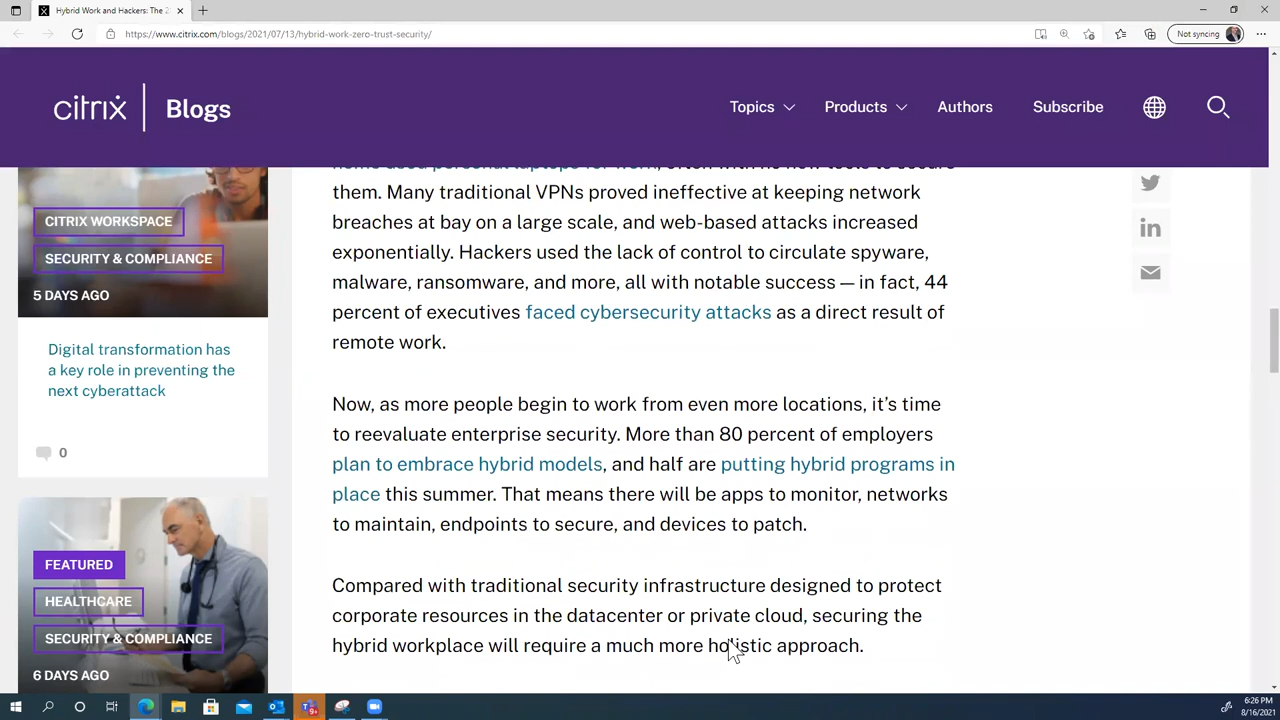 Hybrid Work and Hackers: The 2
https://www.citrix.com/blogs/2021/07/13/hybrid-work-zero-trust-security/
Not syncing
citrix Blogs
Topics
Products
Authors
Subscribe
them. Many traditional VPNs proved ineffective at keeping network
breaches at bay on a large scale, and web-based attacks increased
exponentially. Hackers used the lack of control to circulate spyware,
malware, ransomware, and more, all with notable success — in fact, 44
percent of executives faced cybersecurity attacks as a direct result of
remote work.
Now, as more people begin to work from even more locations, it’s time
to reevaluate enterprise security. More than 80 percent of employers
plan to embrace hybrid models, and half are putting hybrid programs in
place this summer. That means there will be apps to monitor, networks
to maintain, endpoints to secure, and devices to patch.
Compared with traditional security infrastructure designed to protect
corporate resources in the datacenter or private cloud, securing the
hybrid workplace will require a much more holistic approach.
CITRIX WORKSPACE
SECURITY & COMPLIANCE
5 DAYS AGO
Digital transformation has
a key role in preventing the
next cyberattack
0
FEATURED
HEALTHCARE
SECURITY & COMPLIANCE
6 DAYS AGO
in
9+
6:26 PM
8/16/2021